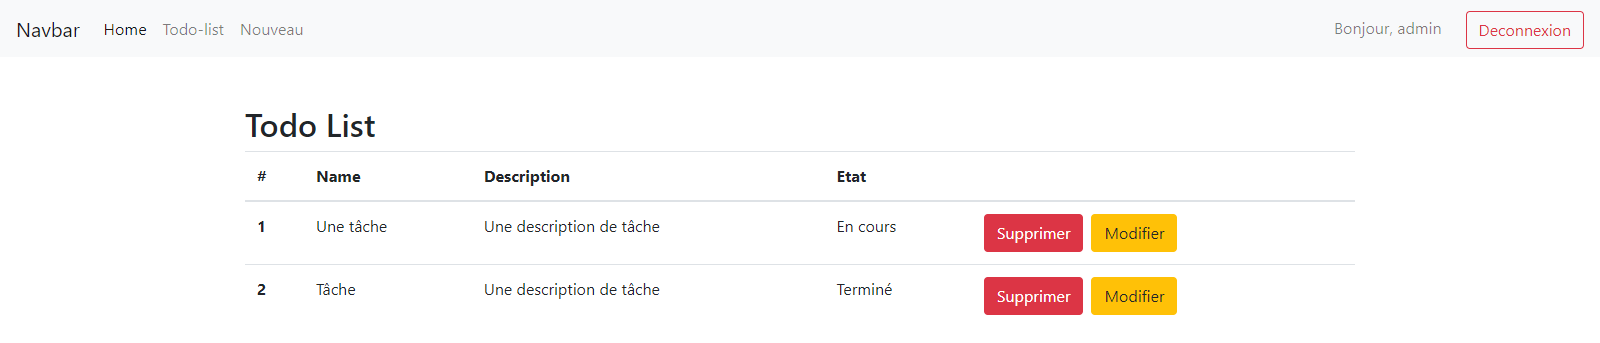 Navbar Home Todo-list Nouveau Bonjour, admin Deconnexion
Todo List
# Name Description Etat
1 Une tâche Une description de tâche En cours Supprimer Modifier
2 Tâche Une description de tâche Terminé Supprimer Modifier